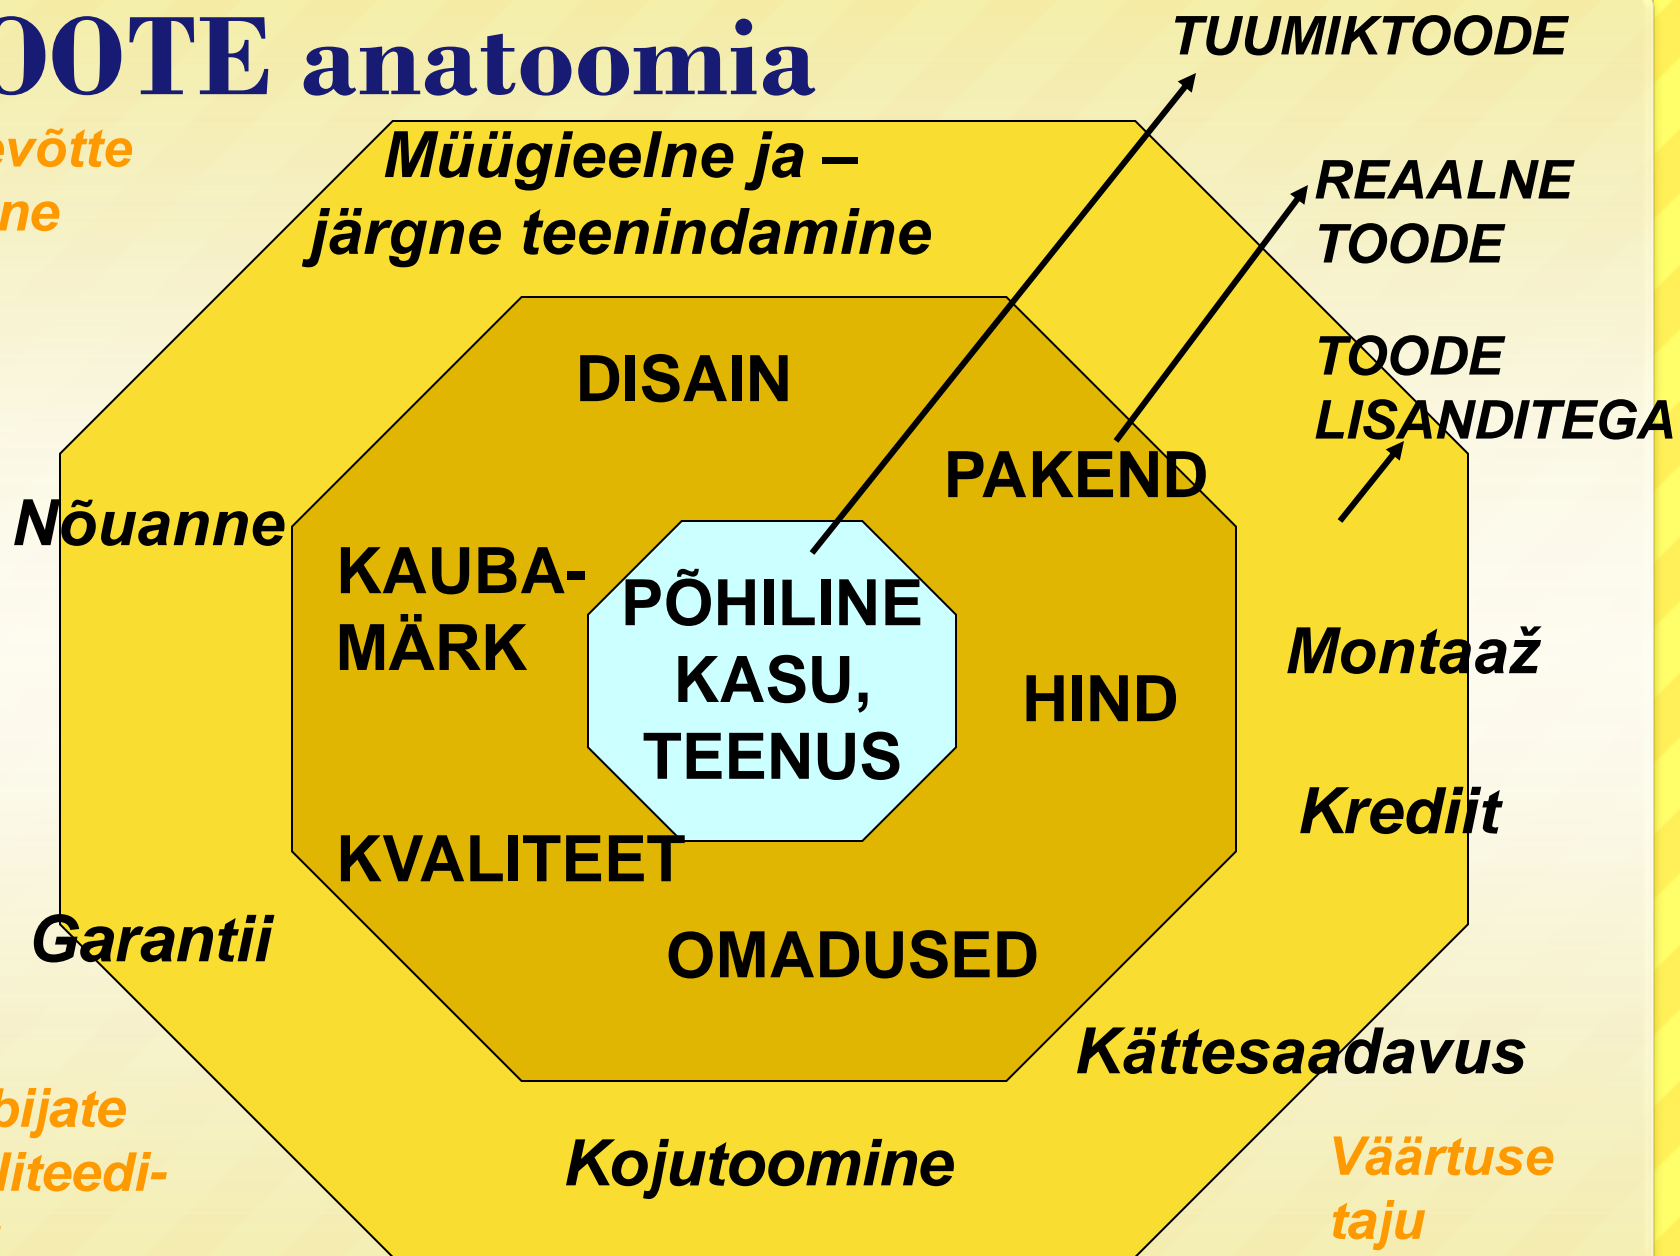 OOTE anatoomia
TUUMIKTOODE
evõtte
ne
Müügieelne ja –
järgne teenindamine
REAALNE
TOODE
TOODE
LISANDITEGA
DISAIN
PAKEND
Nõuanne
KAUBA-
MÄRK
PÕHILINE
KASU,
TEENUS
Montaaž
HIND
Krediit
KVALITEET
Garantii
OMADUSED
Kättesaadavus
bijate
liteedi-
Kojutoomine
Väärtuse
taju